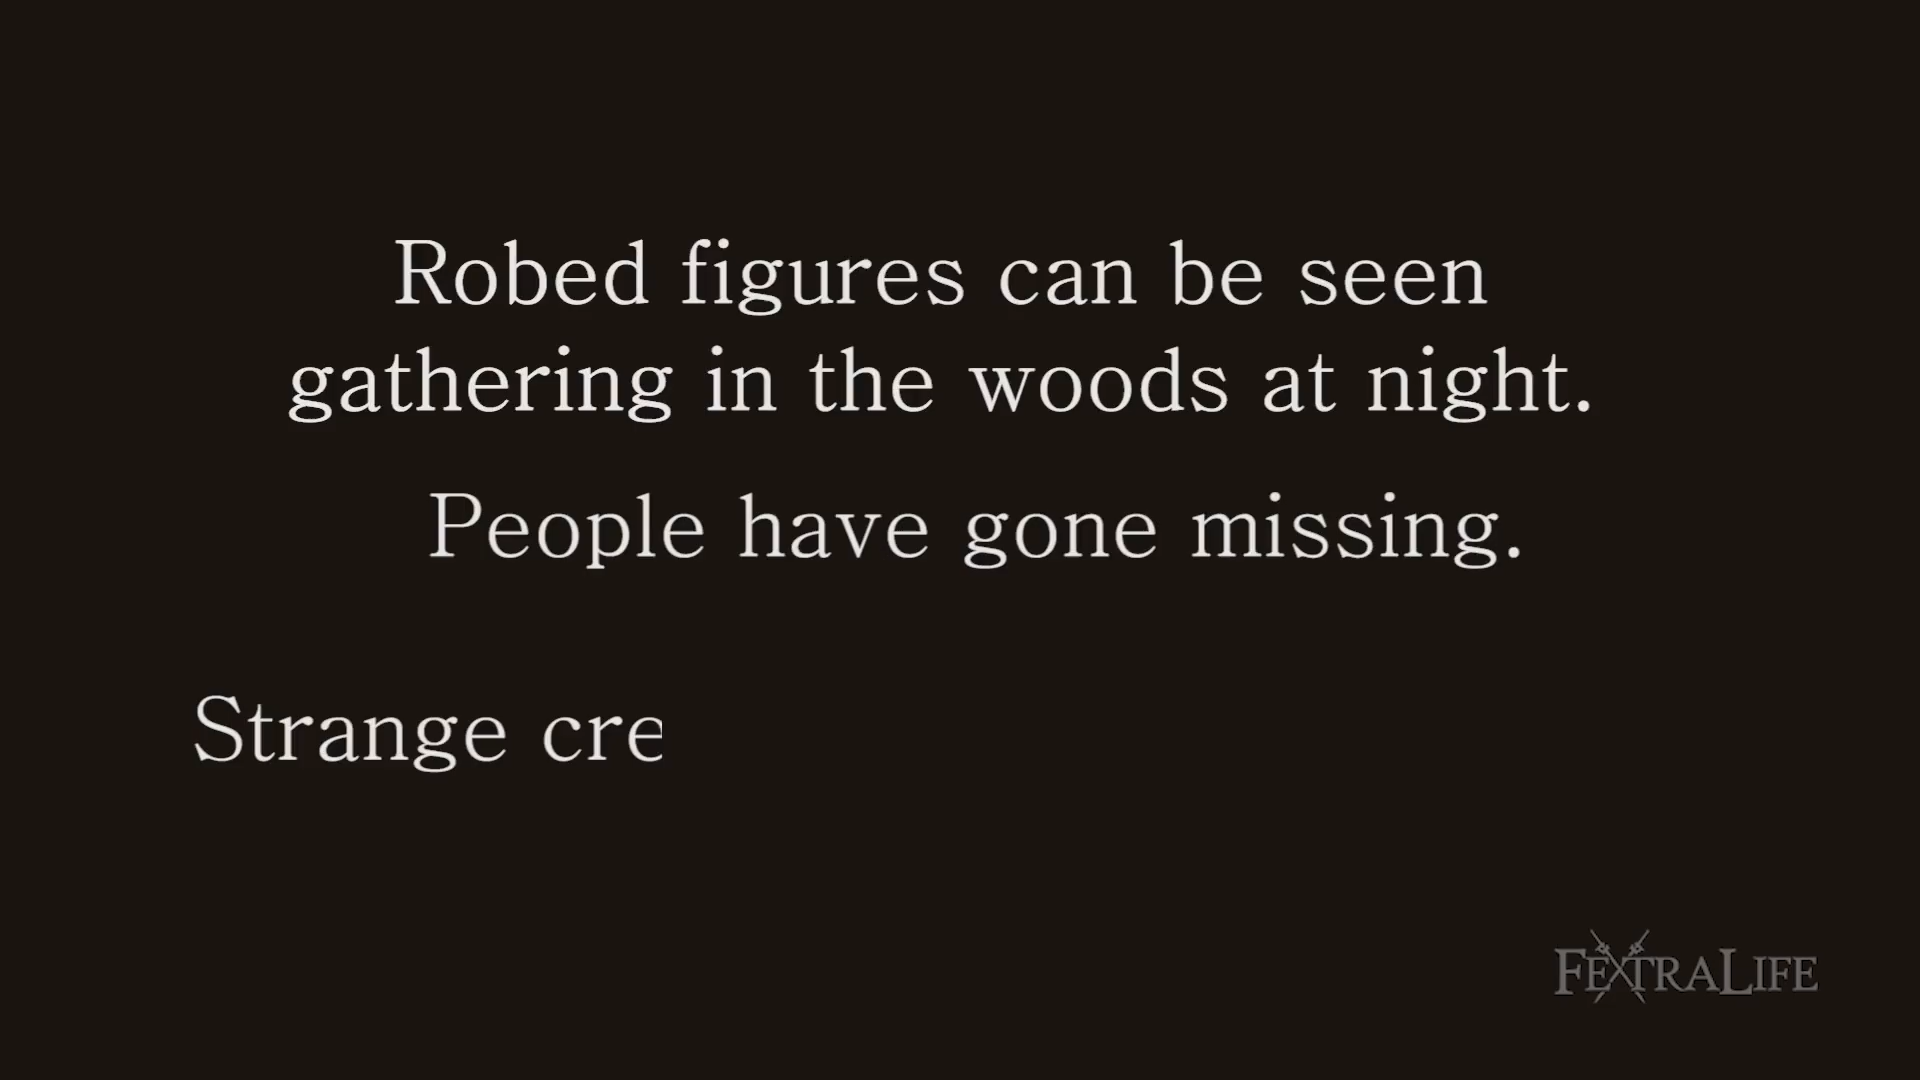 Robed figures can be seen
gathering in the woods at night.
People have gone missing.
Strange cre
FEXTRALIFE